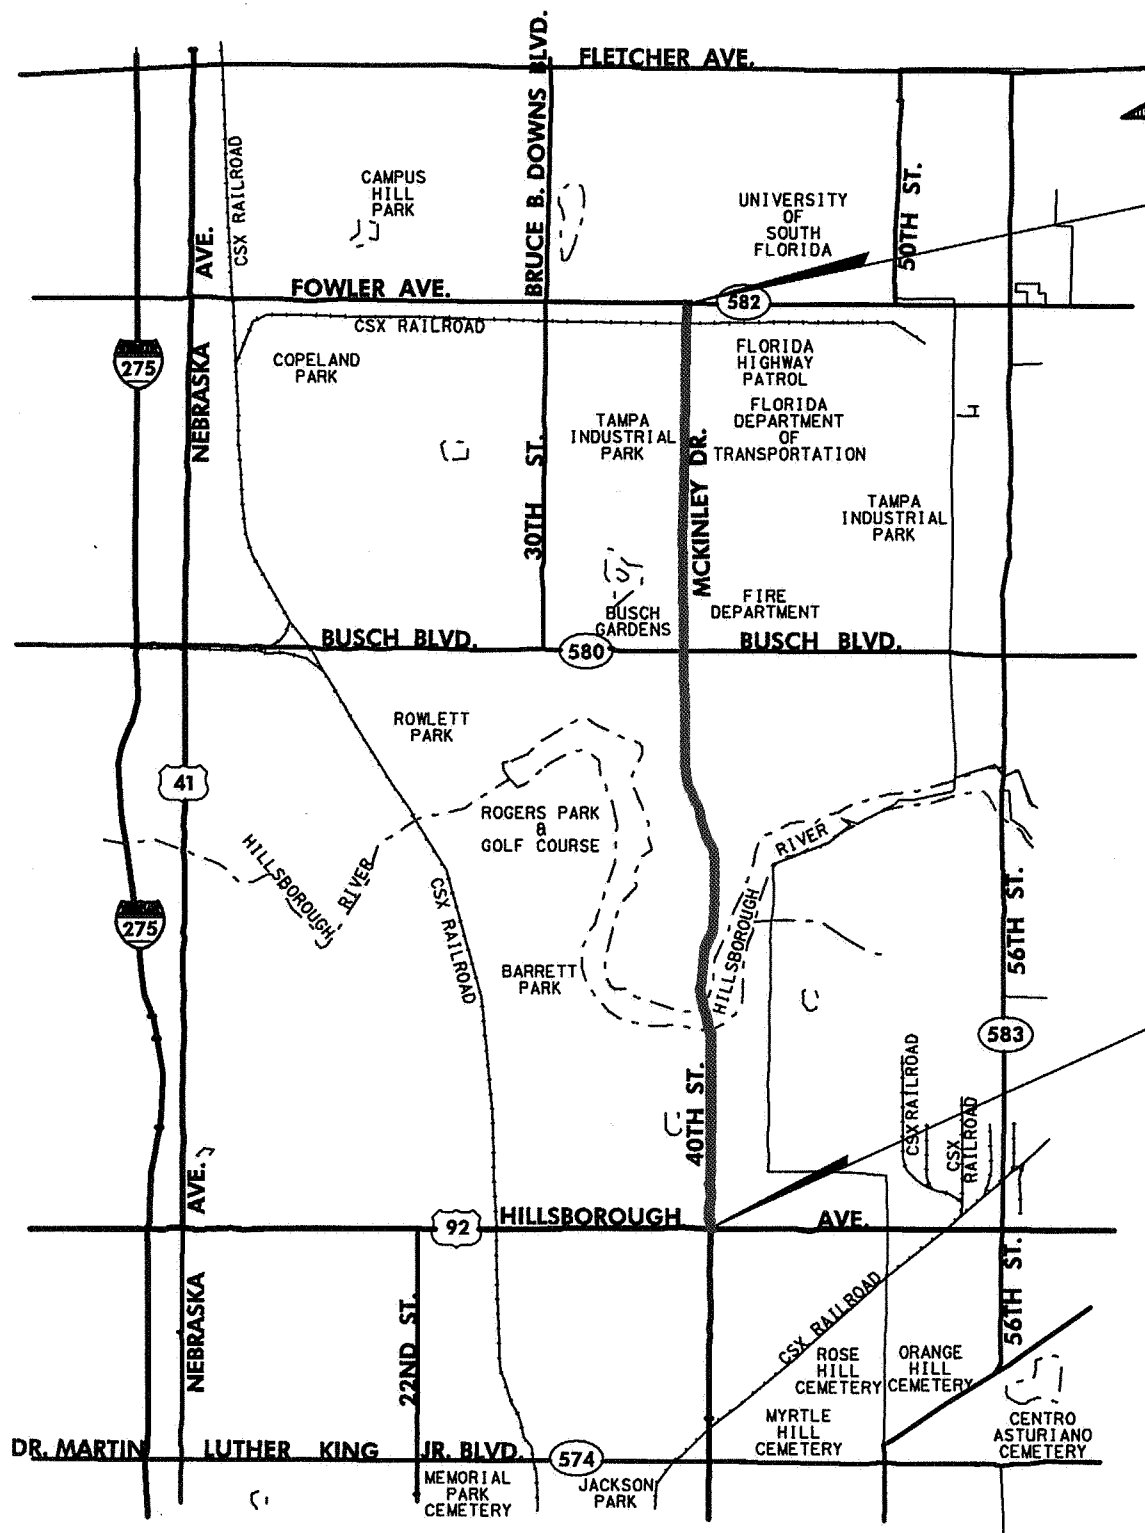 FLETCHER AVE.
BRUCE B. DOWNS BLVD.
CSX RAILROAD
CAMPUS
HILL
PARK
UNIVERSITY
OF
SOUTH
FLORIDA
50TH ST.
NEBRASKA AVE.
FOWLER AVE.
582
CSX RAILROAD
275
COPELAND
PARK
FLORIDA
HIGHWAY
PATROL
FLORIDA
DEPARTMENT
OF
TRANSPORTATION
TAMPA
INDUSTRIAL
PARK
30TH ST.
MCKINLEY DR.
TAMPA
INDUSTRIAL
PARK
BUSCH
GARDENS
FIRE
DEPARTMENT
BUSCH BLVD.
580
BUSCH BLVD.
ROWLETT
PARK
41
ROGERS PARK
&
GOLF COURSE
HILLSBOROUGH
RIVER
HILLSBOROUGH
RIVER
CSX RAILROAD
275
56TH ST.
BARRETT
PARK
583
40TH ST.
CSX RAILROAD
CSX
RAILROAD
NEBRASKA AVE.
92
HILLSBOROUGH AVE.
22ND ST.
56TH ST.
CSX RAILROAD
ROSE
HILL
CEMETERY
ORANGE
HILL
CEMETERY
MYRTLE
HILL
CEMETERY
CENTRO
ASTURIANO
CEMETERY
DR. MARTIN LUTHER KING JR. BLVD.
574
MEMORIAL
PARK
CEMETERY
JACKSON
PARK